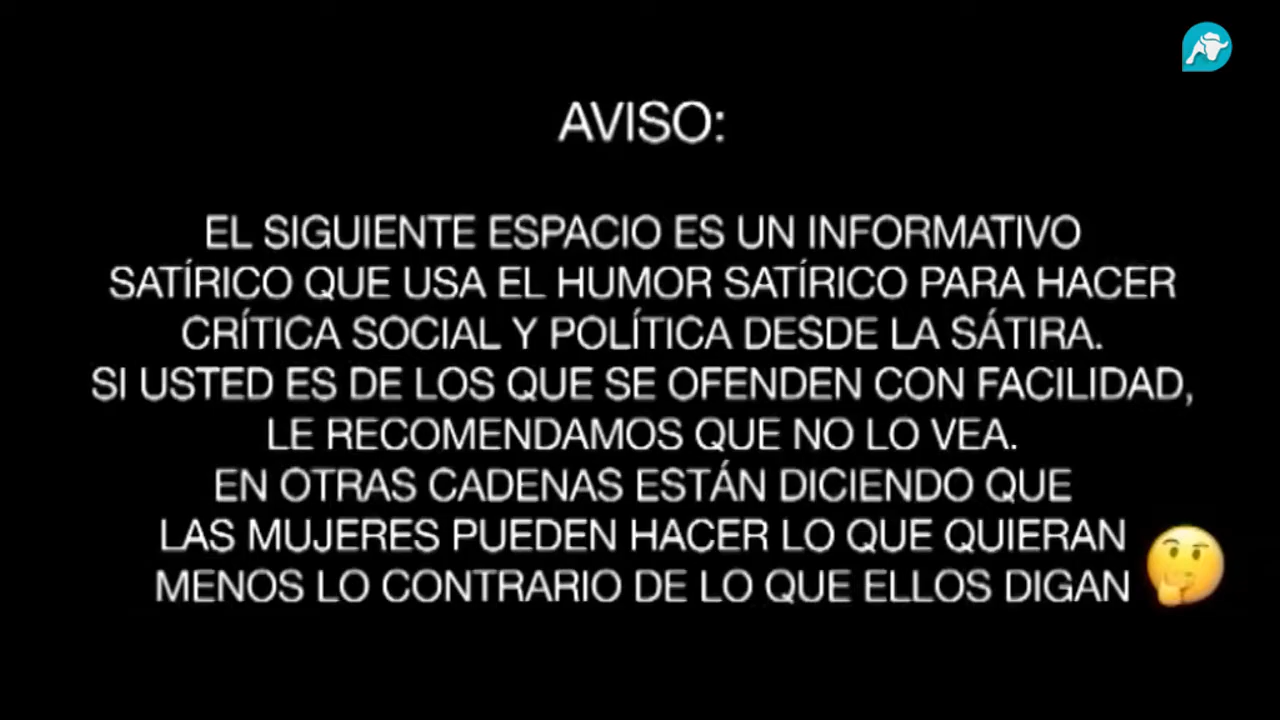 AVISO:
EL SIGUIENTE ESPACIO ES UN INFORMATIVO
SATÍRICO QUE USA EL HUMOR SATÍRICO PARA HACER
CRÍTICA SOCIAL Y POLÍTICA DESDE LA SÁTIRA.
SI USTED ES DE LOS QUE SE OFENDEN CON FACILIDAD,
LE RECOMENDAMOS QUE NO LO VEA.
EN OTRAS CADENAS ESTÁN DICIENDO QUE
LAS MUJERES PUEDEN HACER LO QUE QUIERAN
MENOS LO CONTRARIO DE LO QUE ELLOS DIGAN